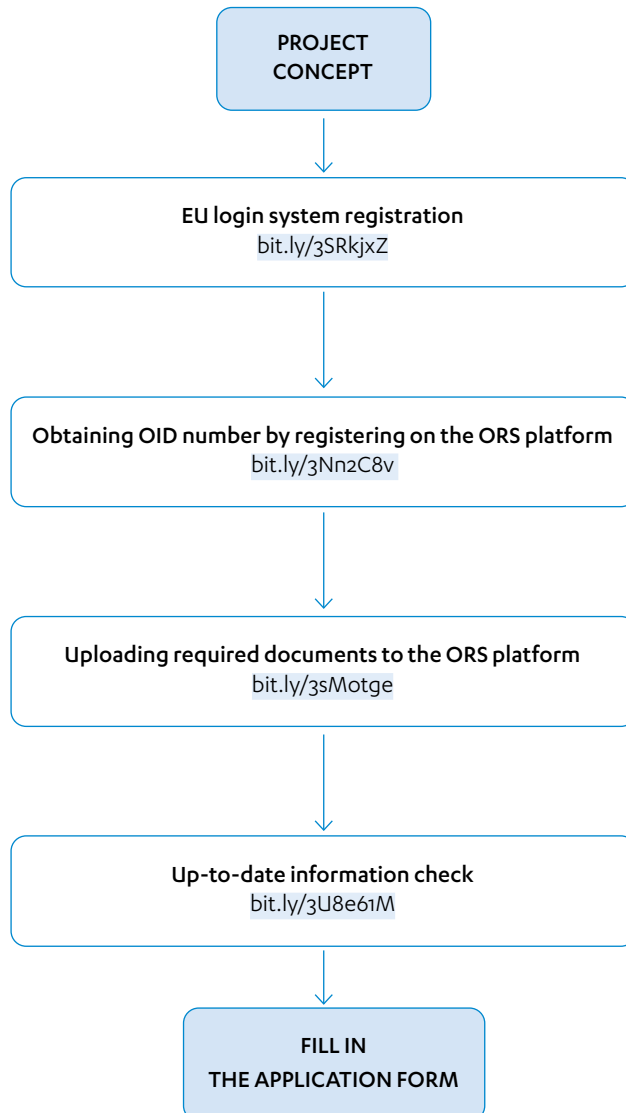 PROJECT
CONCEPT
EU login system registration
bit.ly/3SRkjxZ
Obtaining OID number by registering on the ORS platform
bit.ly/3Nn2C8v
Uploading required documents to the ORS platform
bit.ly/3sMotge
Up-to-date information check
bit.ly/3U8e61M
FILL IN
THE APPLICATION FORM